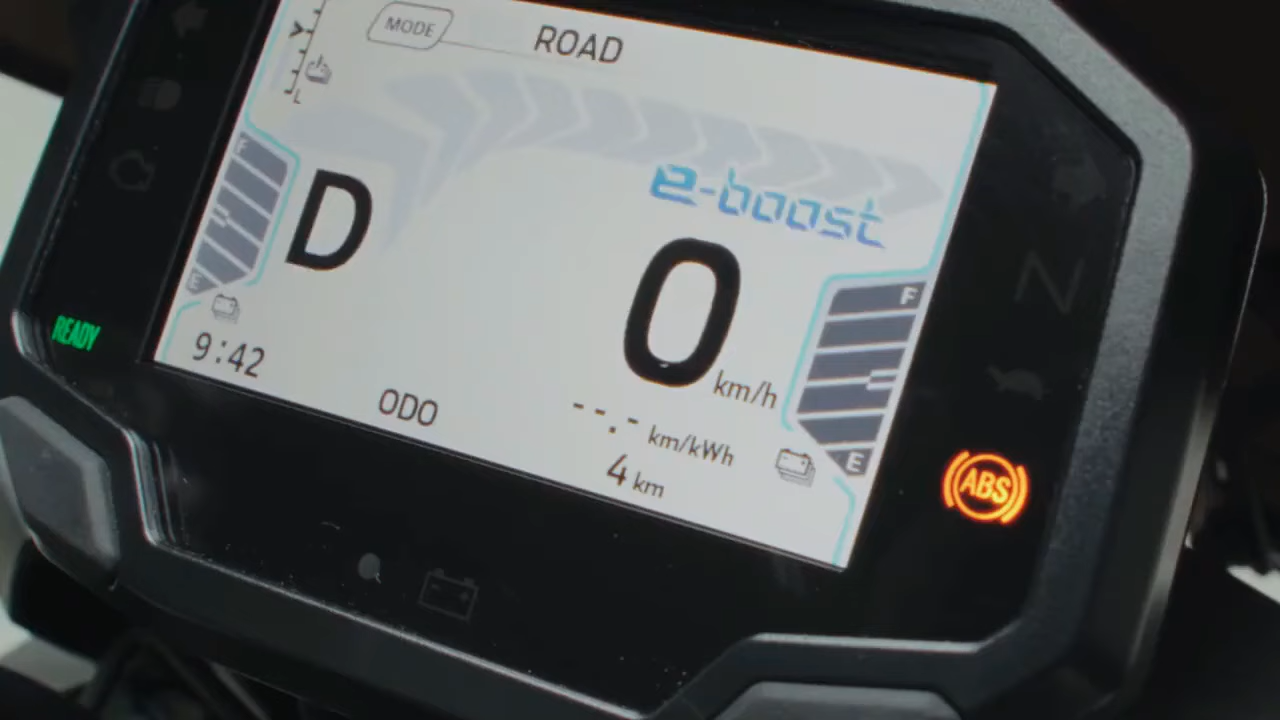 MODE
ROAD
L
e-boost
F
D
0
km/h
F
E
READY
9:42
ODO
--.- km/kWh
4 km
E
N
ABS